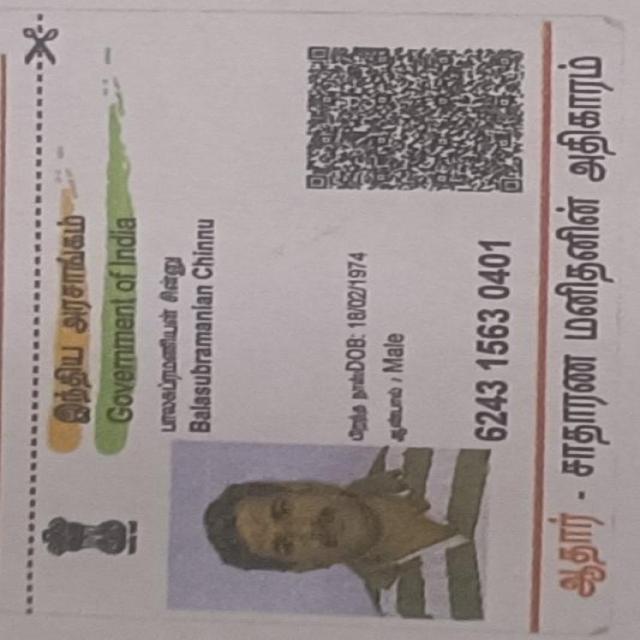 இந்திய அரசாங்கம்
Government of India
பாலசுப்ரமணியன் சின்னு
Balasubramanian Chinnu
பிறந்த நாள்/DOB: 18/02/1974
ஆண்பால் / Male
6243 1563 0401
ஆதார் - சாதாரண மனிதனின் அதிகாரம்